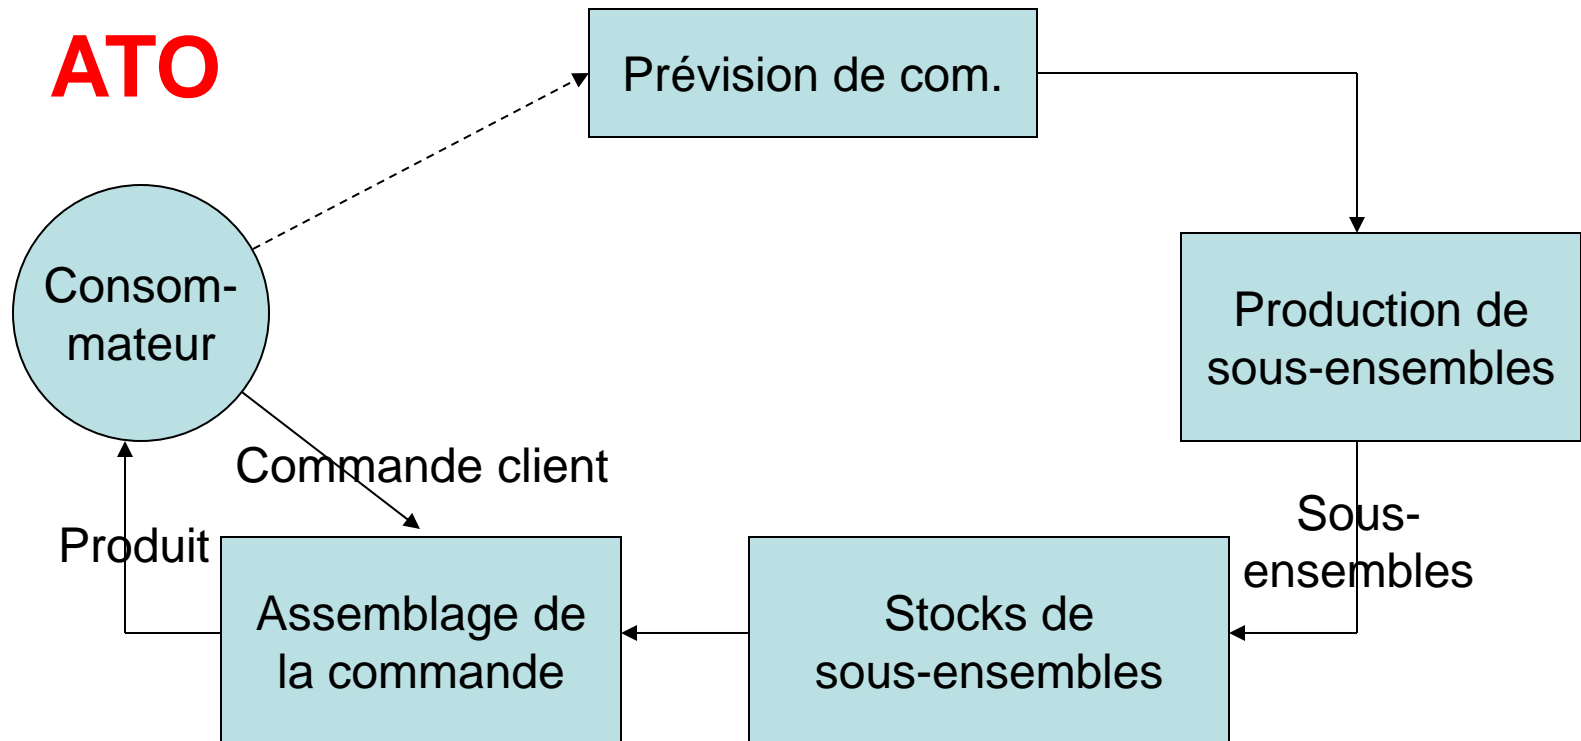 ATO
Prévision de com.
Consom-
mateur
Production de
sous-ensembles
Commande client
Produit
Sous-
ensembles
Assemblage de
la commande
Stocks de
sous-ensembles